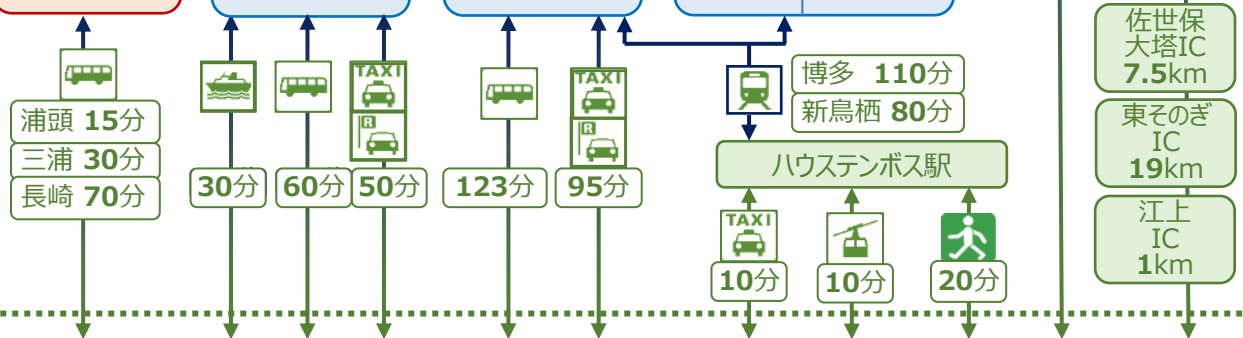 浦頭 15分
三浦 30分
長崎 70分
30分
60分
TAXI
R
50分
123分
TAXI
R
95分
博多 110分
新鳥栖 80分
ハウステンボス駅
TAXI
10分
10分
20分
佐世保
大塔IC
7.5km
東そのぎ
IC
19km
江上
IC
1km